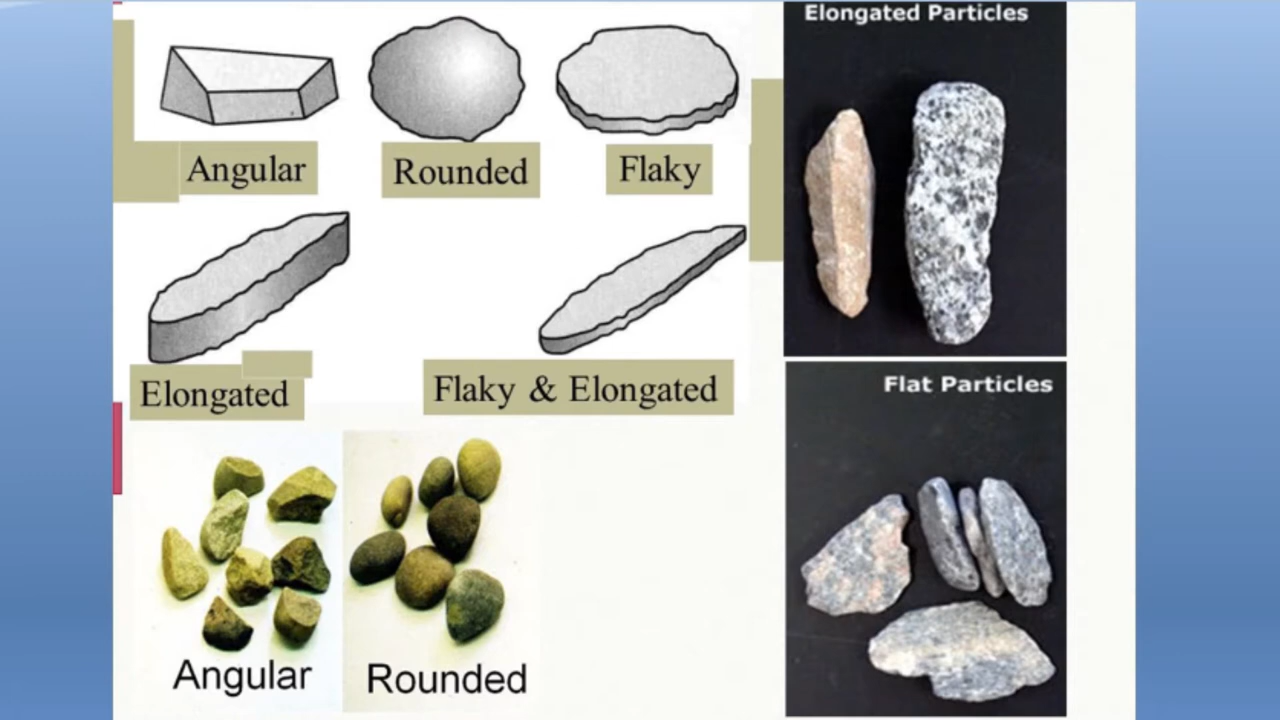 Elongated Particles
Angular
Rounded
Flaky
Elongated
Flaky & Elongated
Flat Particles
Angular
Rounded